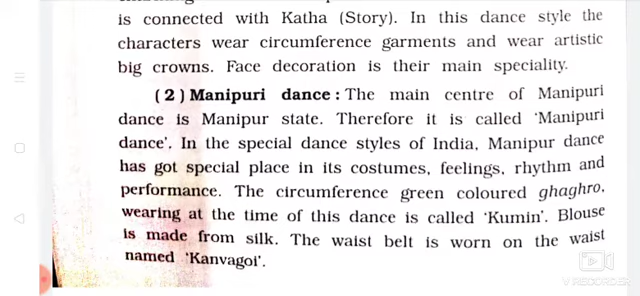 is connected with Katha (Story). In this dance style the
characters wear circumference garments and wear artistic
big crowns. Face decoration is their main speciality.
(2) Manipuri dance : The main centre of Manipuri
dance is Manipur state. Therefore it is called 'Manipuri
dance'. In the special dance styles of India, Manipur dance
has got special place in its costumes, feelings, rhythm and
performance. The circumference green coloured ghaghro,
wearing at the time of this dance is called 'Kumin'. Blouse
is made from silk. The waist belt is worn on the waist
named 'Kanvagoi'.
V RECORDER